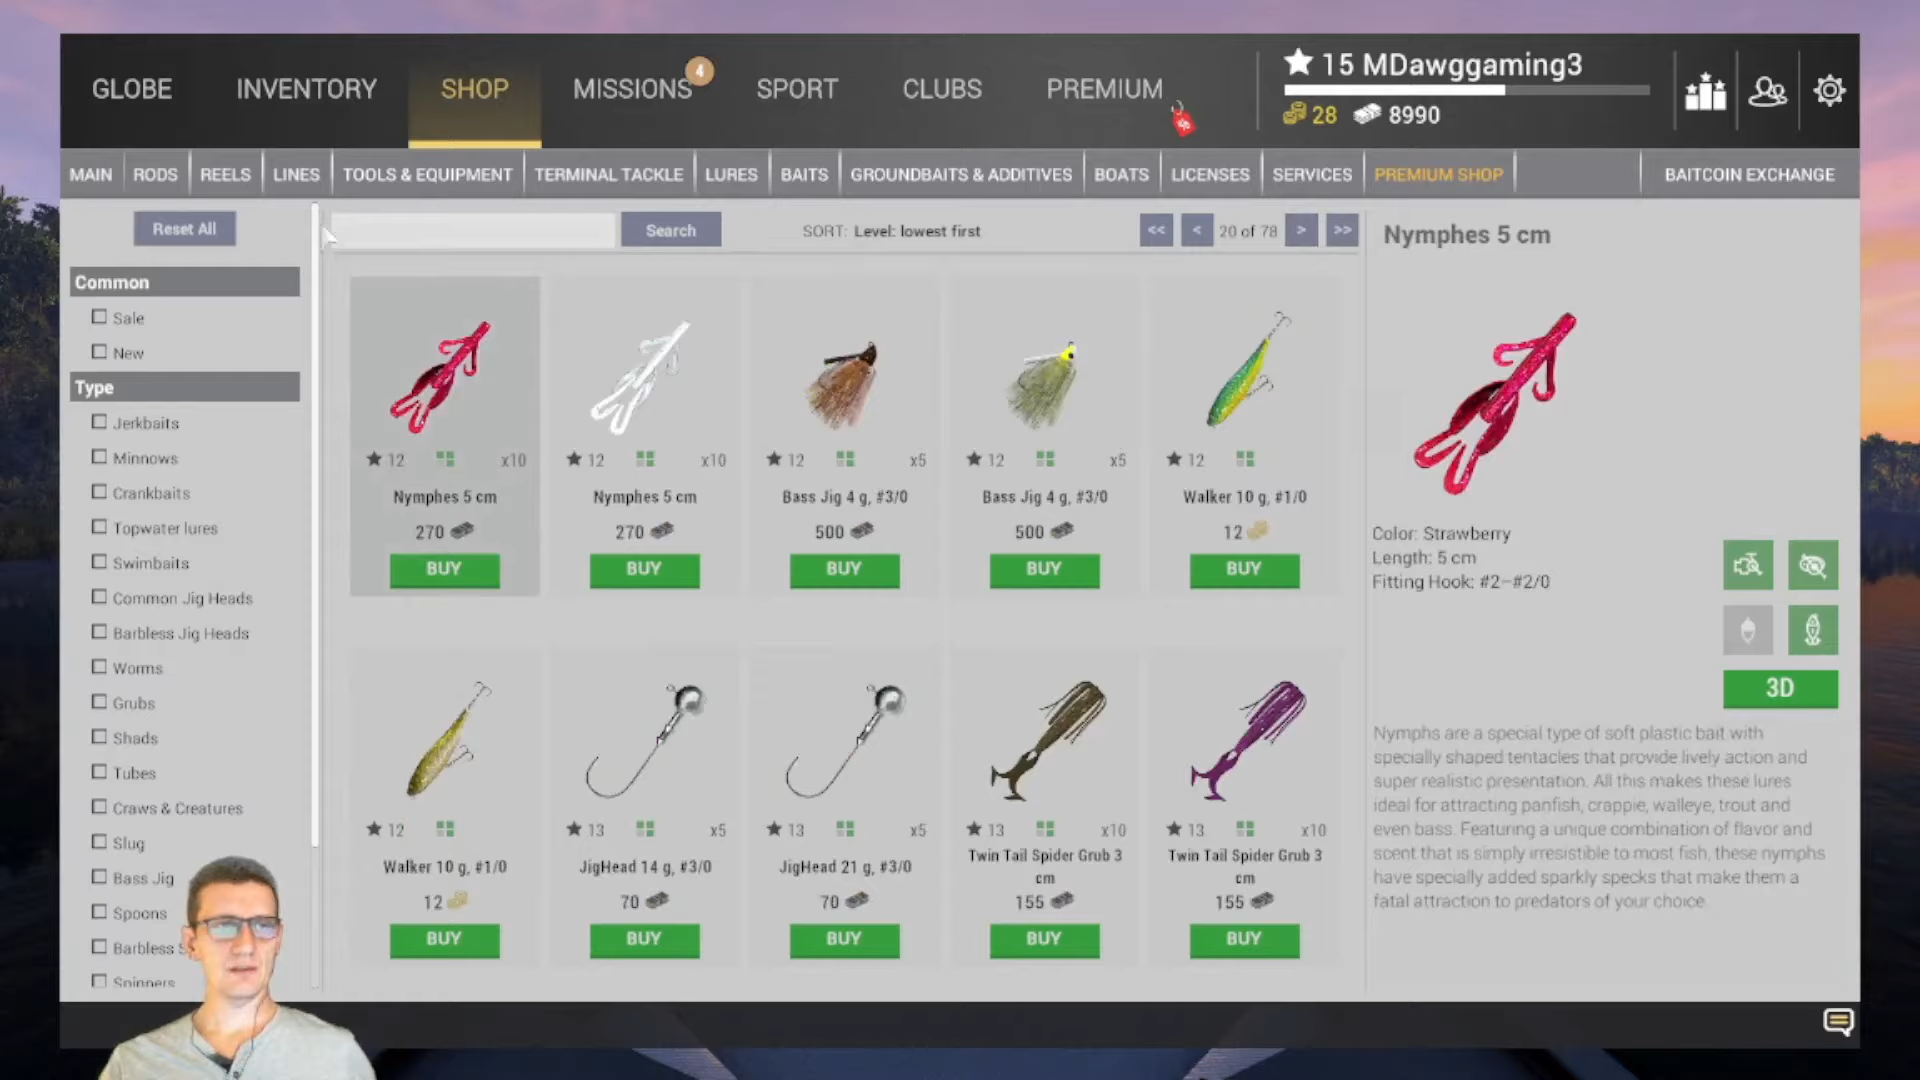 GLOBE
INVENTORY
SHOP
MISSIONS
4
SPORT
CLUBS
PREMIUM
%
15 MDawggaming3
28
8990
MAIN
RODS
REELS
LINES
TOOLS & EQUIPMENT
TERMINAL TACKLE
LURES
BAITS
GROUNDBAITS & ADDITIVES
BOATS
LICENSES
SERVICES
PREMIUM SHOP
BAITCOIN EXCHANGE
Reset All
Common
Sale
New
Type
Jerkbaits
Minnows
Crankbaits
Topwater lures
Swimbaits
Common Jig Heads
Barbless Jig Heads
Worms
Grubs
Shads
Tubes
Craws & Creatures
Slug
Bass Jig
Spoons
Barbless S
Spinners
Search
SORT: Level: lowest first
<<
<
20 of 78
>
>>
12
x10
Nymphes 5 cm
270
BUY
12
x10
Nymphes 5 cm
270
BUY
12
x5
Bass Jig 4 g, #3/0
500
BUY
12
x5
Bass Jig 4 g, #3/0
500
BUY
12
Walker 10 g, #1/0
12
BUY
12
Walker 10 g, #1/0
12
BUY
13
x5
JigHead 14 g, #3/0
70
BUY
13
x5
JigHead 21 g, #3/0
70
BUY
13
x10
Twin Tail Spider Grub 3
cm
155
BUY
13
x10
Twin Tail Spider Grub 3
cm
155
BUY
Nymphes 5 cm
Color: Strawberry
Length: 5 cm
Fitting Hook: #2–#2/0
3D
Nymphs are a special type of soft plastic bait with
specially shaped tentacles that provide lively action and
super realistic presentation. All this makes these lures
ideal for attracting panfish, crappie, walleye, trout and
even bass. Featuring a unique combination of flavor and
scent that is simply irresistible to most fish, these nymphs
have specially added sparkly specks that make them a
fatal attraction to predators of your choice.